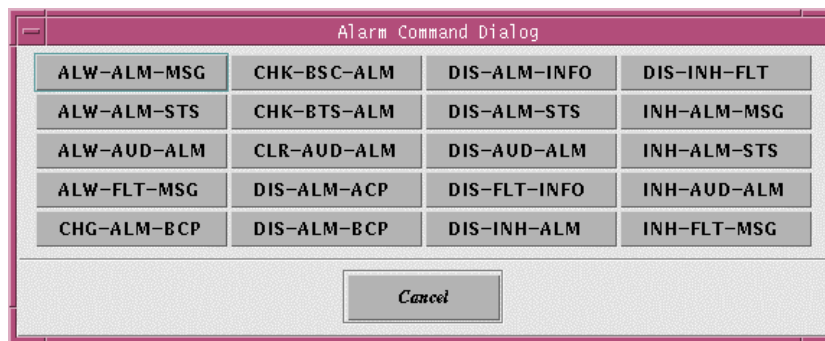 Alarm Command Dialog
ALW-ALM-MSG CHK-BSC-ALM DIS-ALM-INFO DIS-INH-FLT
ALW-ALM-STS CHK-BTS-ALM DIS-ALM-STS INH-ALM-MSG
ALW-AUD-ALM CLR-AUD-ALM DIS-AUD-ALM INH-ALM-STS
ALW-FLT-MSG DIS-ALM-ACP DIS-FLT-INFO INH-AUD-ALM
CHG-ALM-BCP DIS-ALM-BCP DIS-INH-ALM INH-FLT-MSG
Cancel